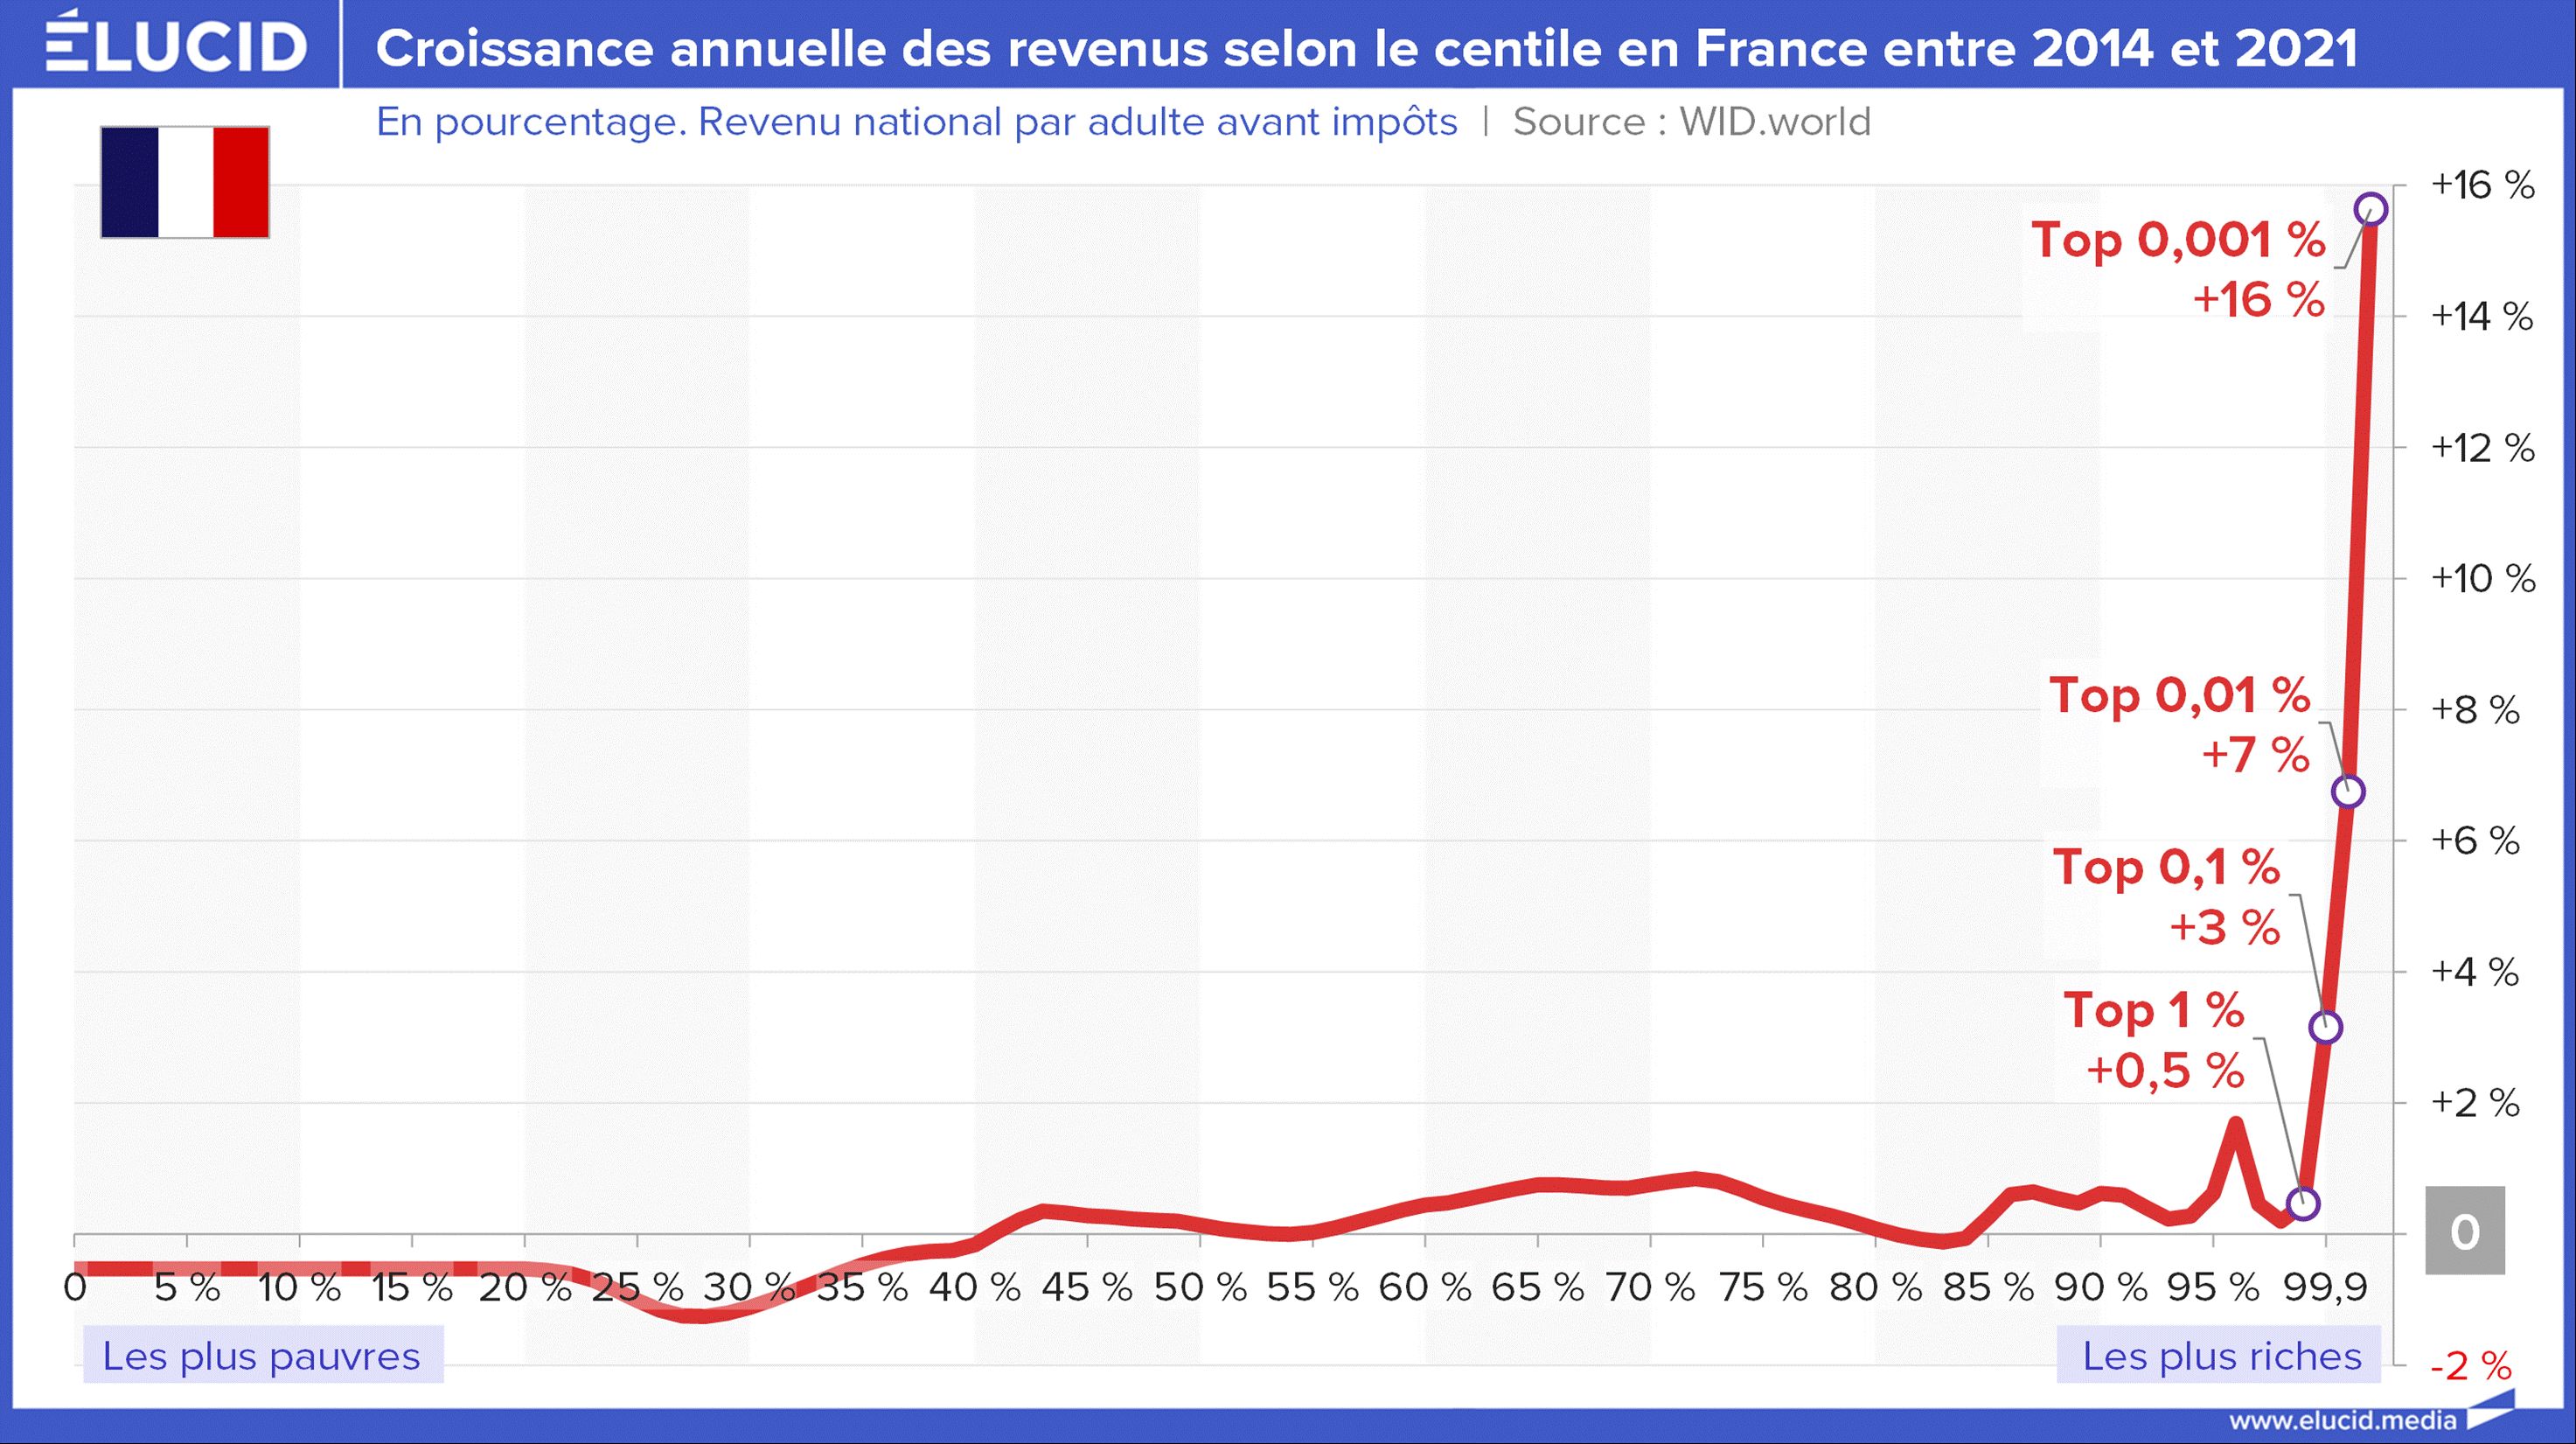 ÉLUCID
Croissance annuelle des revenus selon le centile en France entre 2014 et 2021
En pourcentage. Revenu national par adulte avant impôts | Source : WID.world
+16 %
+14 %
+12 %
+10 %
+8 %
+6 %
+4 %
+2 %
0
-2 %
Top 0,001 %
+16 %
Top 0,01 %
+7 %
Top 0,1 %
+3 %
Top 1 %
+0,5 %
0 5 % 10 % 15 % 20 % 25 % 30 % 35 % 40 % 45 % 50 % 55 % 60 % 65 % 70 % 75 % 80 % 85 % 90 % 95 % 99,9
Les plus pauvres
Les plus riches
www.elucid.media